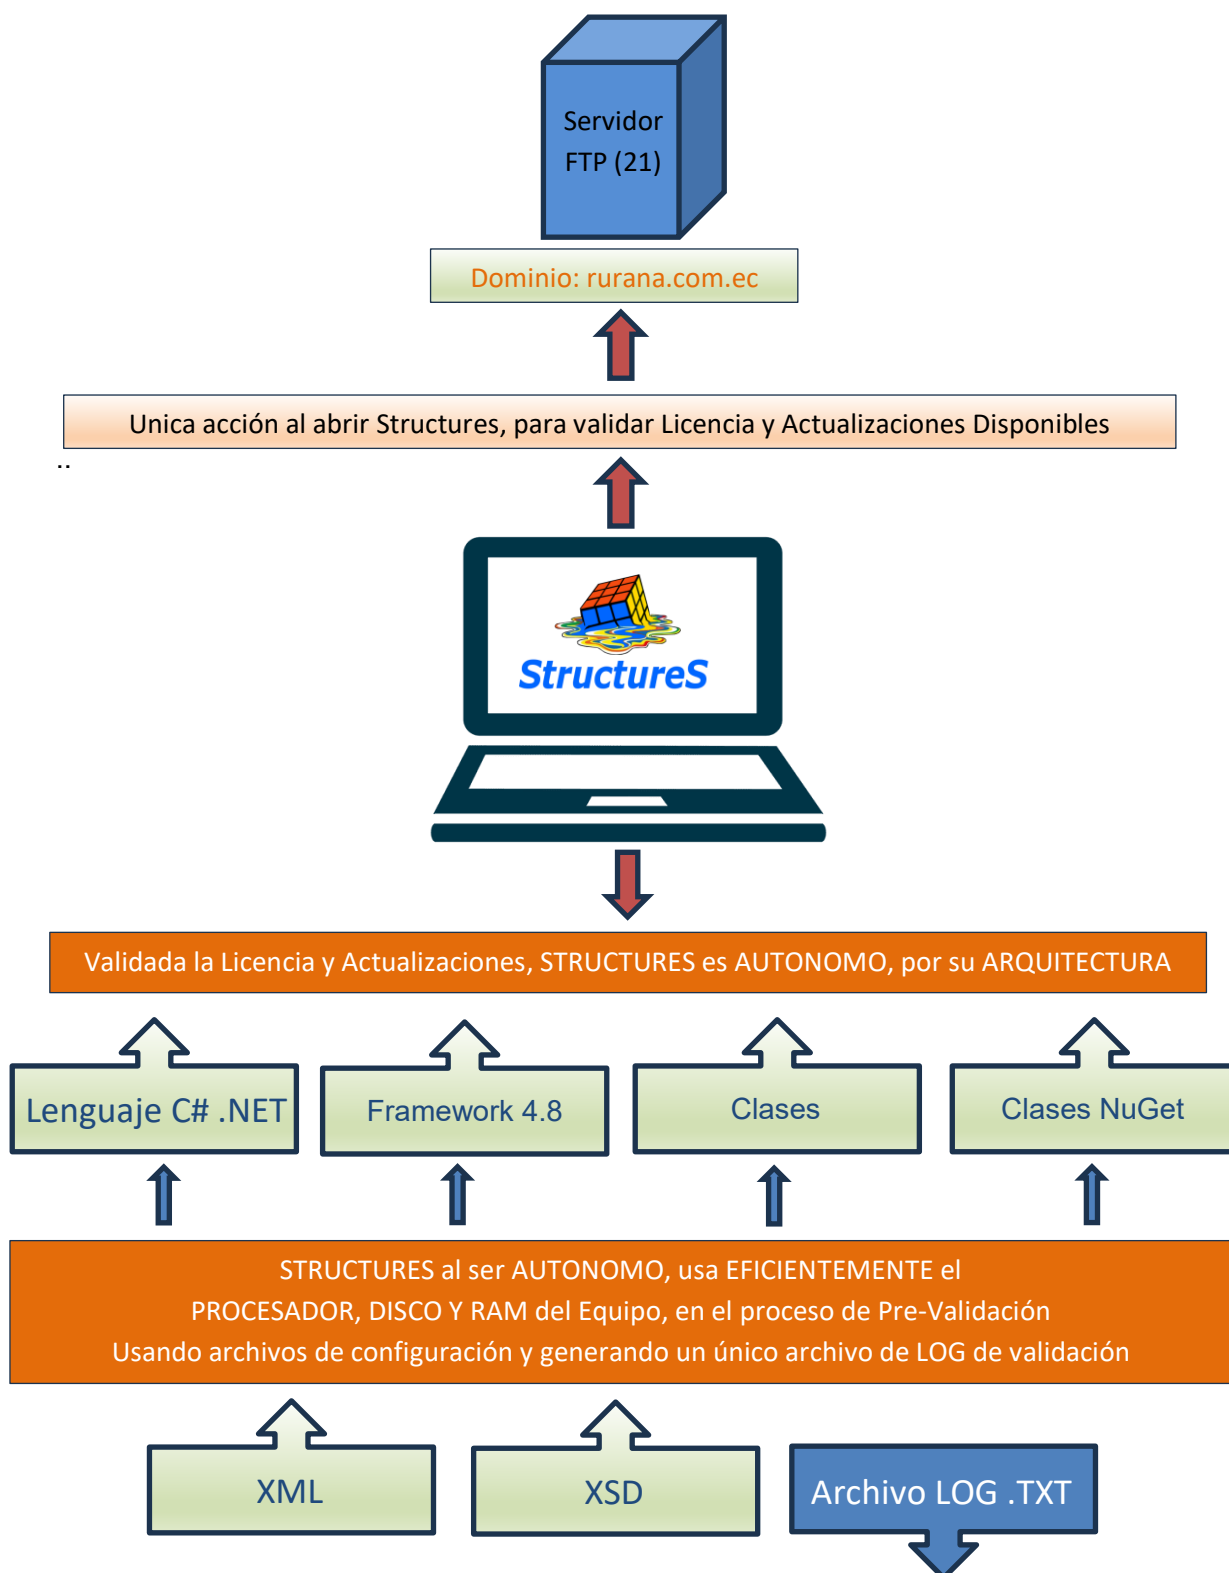 Servidor
FTP (21)
Dominio: rurana.com.ec
Unica acción al abrir Structures, para validar Licencia y Actualizaciones Disponibles
..
StructureS
Validada la Licencia y Actualizaciones, STRUCTURES es AUTONOMO, por su ARQUITECTURA
Lenguaje C# .NET
Framework 4.8
Clases
Clases NuGet
STRUCTURES al ser AUTONOMO, usa EFICIENTEMENTE el
PROCESADOR, DISCO Y RAM del Equipo, en el proceso de Pre-Validación
Usando archivos de configuración y generando un único archivo de LOG de validación
XML
XSD
Archivo LOG .TXT